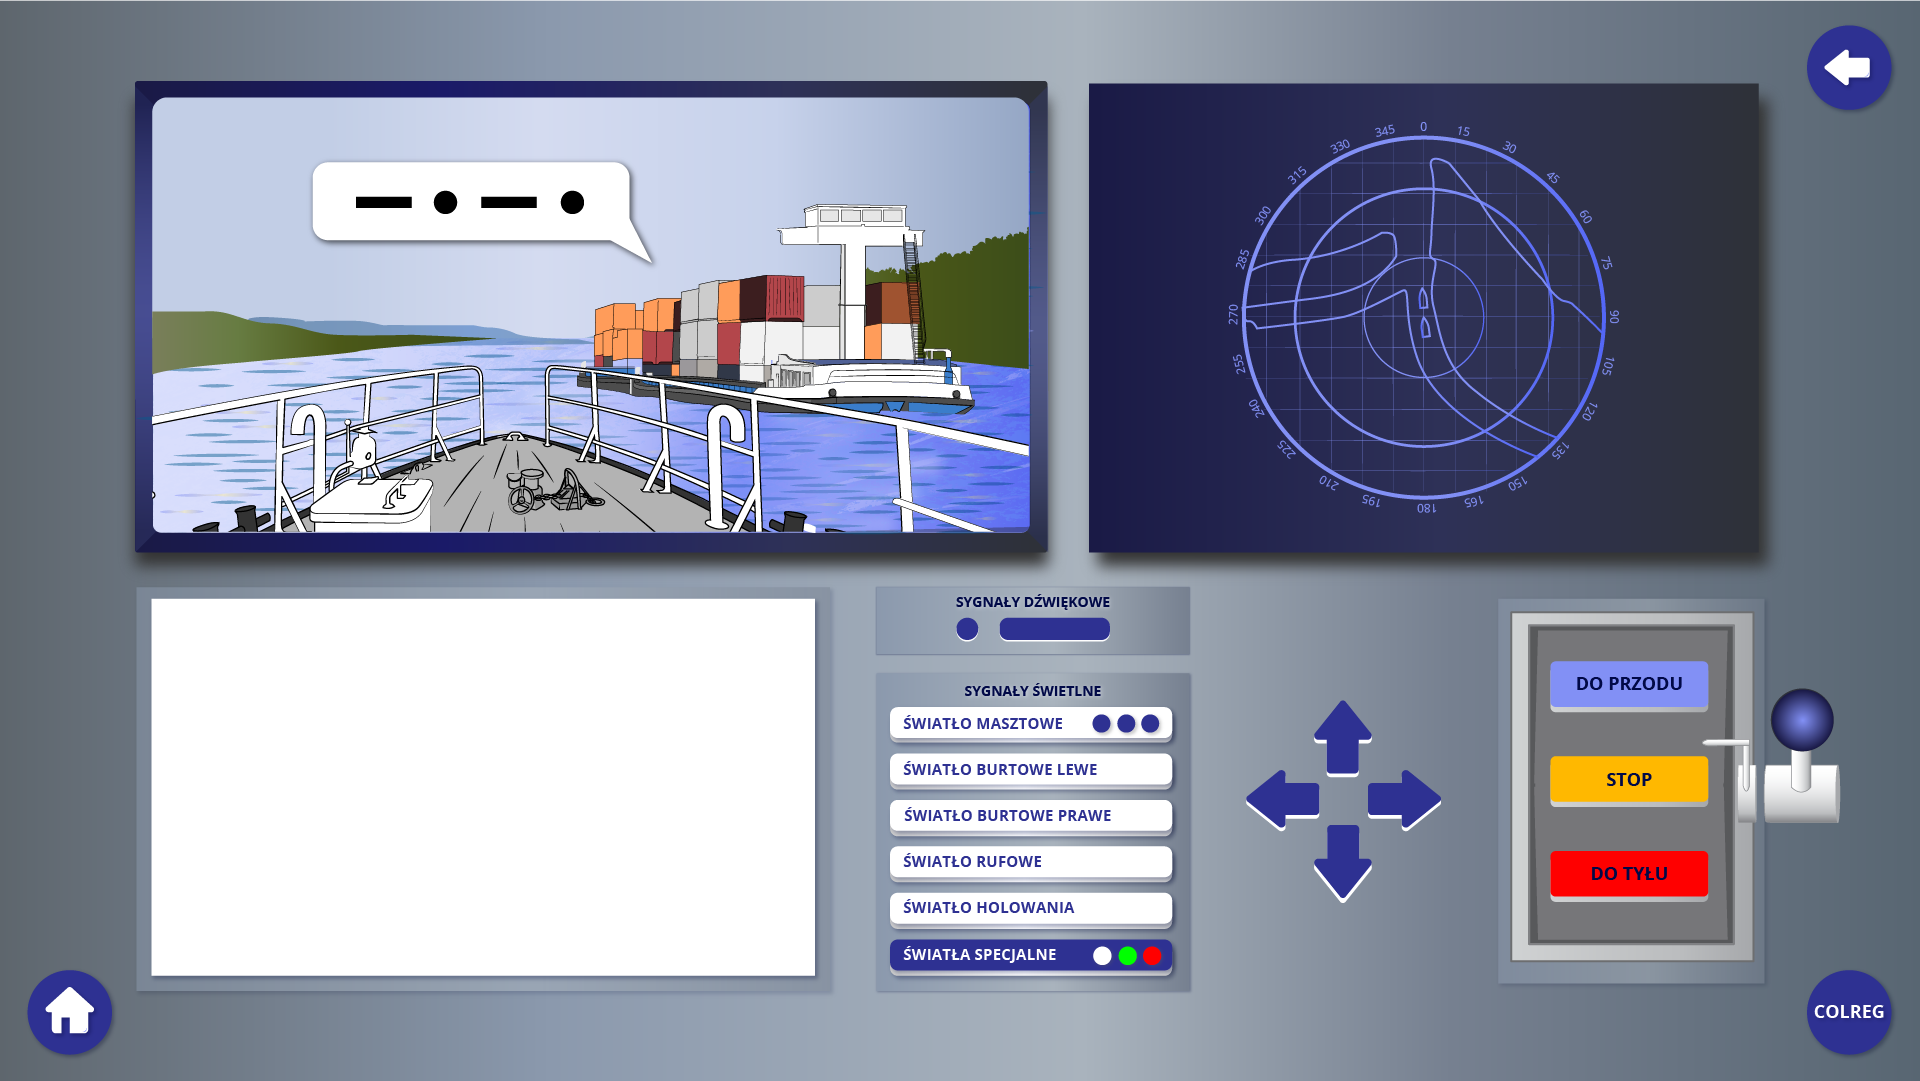 0
15
30
45
60
75
90
105
120
135
150
165
180
195
210
225
240
255
270
285
300
315
330
345
SYGNAŁY DŹWIĘKOWE
SYGNAŁY ŚWIETLNE
ŚWIATŁO MASZTOWE
ŚWIATŁO BURTOWE LEWE
ŚWIATŁO BURTOWE PRAWE
ŚWIATŁO RUFOWE
ŚWIATŁO HOLOWANIA
ŚWIATŁA SPECJALNE
DO PRZODU
STOP
DO TYŁU
COLREG